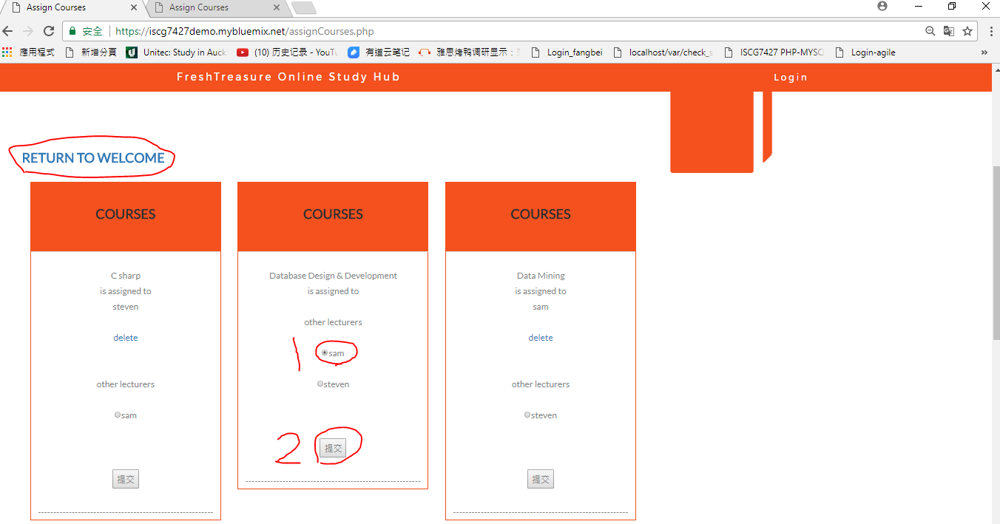 Assign Courses
Assign Courses
安全 https://iscg7427demo.mybluemix.net/assignCourses.php
應用程式 新增分頁 Unitec: Study in Auck (10) 历史记录 - YouTu 有道云笔记 雅思烤鸭调研显示： Login_fangbei localhost/var/check_s ISCG7427 PHP-MYSQ Login-agile »
FreshTreasure Online Study Hub
Login
RETURN TO WELCOME
COURSES
C sharp
is assigned to
steven
delete
other lecturers
sam
提交
COURSES
Database Design & Development
is assigned to
other lecturers
1 sam
steven
2 提交
COURSES
Data Mining
is assigned to
sam
delete
other lecturers
steven
提交